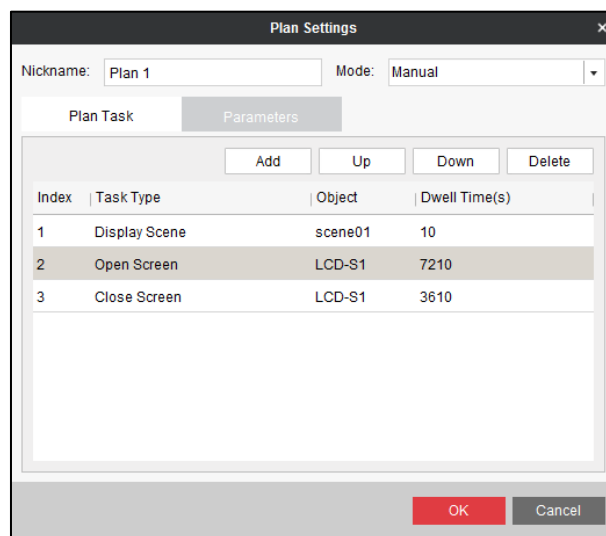 Plan Settings ×
Nickname: Plan 1 Mode: Manual
Plan Task Parameters
Add Up Down Delete
Index Task Type Object Dwell Time(s)
1 Display Scene scene01 10
2 Open Screen LCD-S1 7210
3 Close Screen LCD-S1 3610
OK Cancel